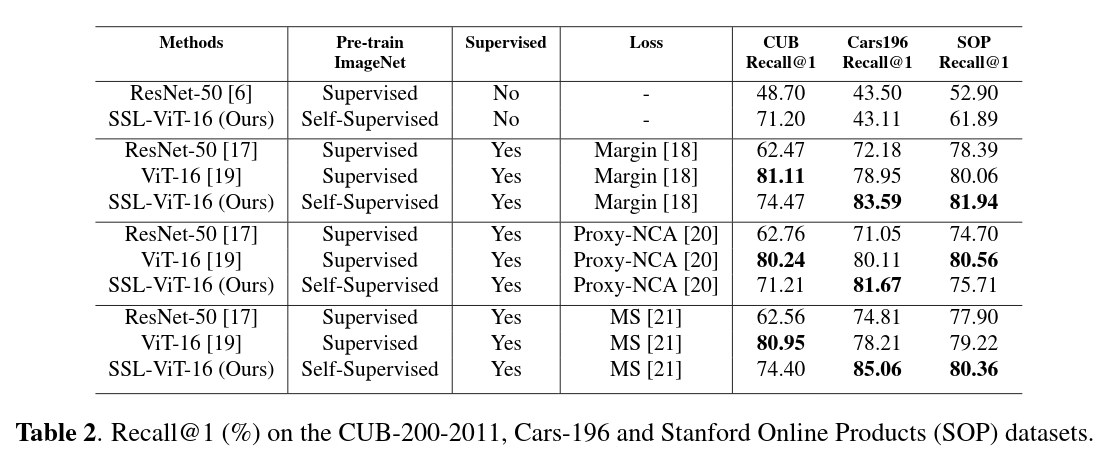 Methods Pre-train ImageNet Supervised Loss CUB Recall@1 Cars196 Recall@1 SOP Recall@1
ResNet-50 [6] Supervised No - 48.70 43.50 52.90
SSL-ViT-16 (Ours) Self-Supervised No - 71.20 43.11 61.89
ResNet-50 [17] Supervised Yes Margin [18] 62.47 72.18 78.39
ViT-16 [19] Supervised Yes Margin [18] 81.11 78.95 80.06
SSL-ViT-16 (Ours) Self-Supervised Yes Margin [18] 74.47 83.59 81.94
ResNet-50 [17] Supervised Yes Proxy-NCA [20] 62.76 71.05 74.70
ViT-16 [19] Supervised Yes Proxy-NCA [20] 80.24 80.11 80.56
SSL-ViT-16 (Ours) Self-Supervised Yes Proxy-NCA [20] 71.21 81.67 75.71
ResNet-50 [17] Supervised Yes MS [21] 62.56 74.81 77.90
ViT-16 [19] Supervised Yes MS [21] 80.95 78.21 79.22
SSL-ViT-16 (Ours) Self-Supervised Yes MS [21] 74.40 85.06 80.36
Table 2. Recall@1 (%) on the CUB-200-2011, Cars-196 and Stanford Online Products (SOP) datasets.